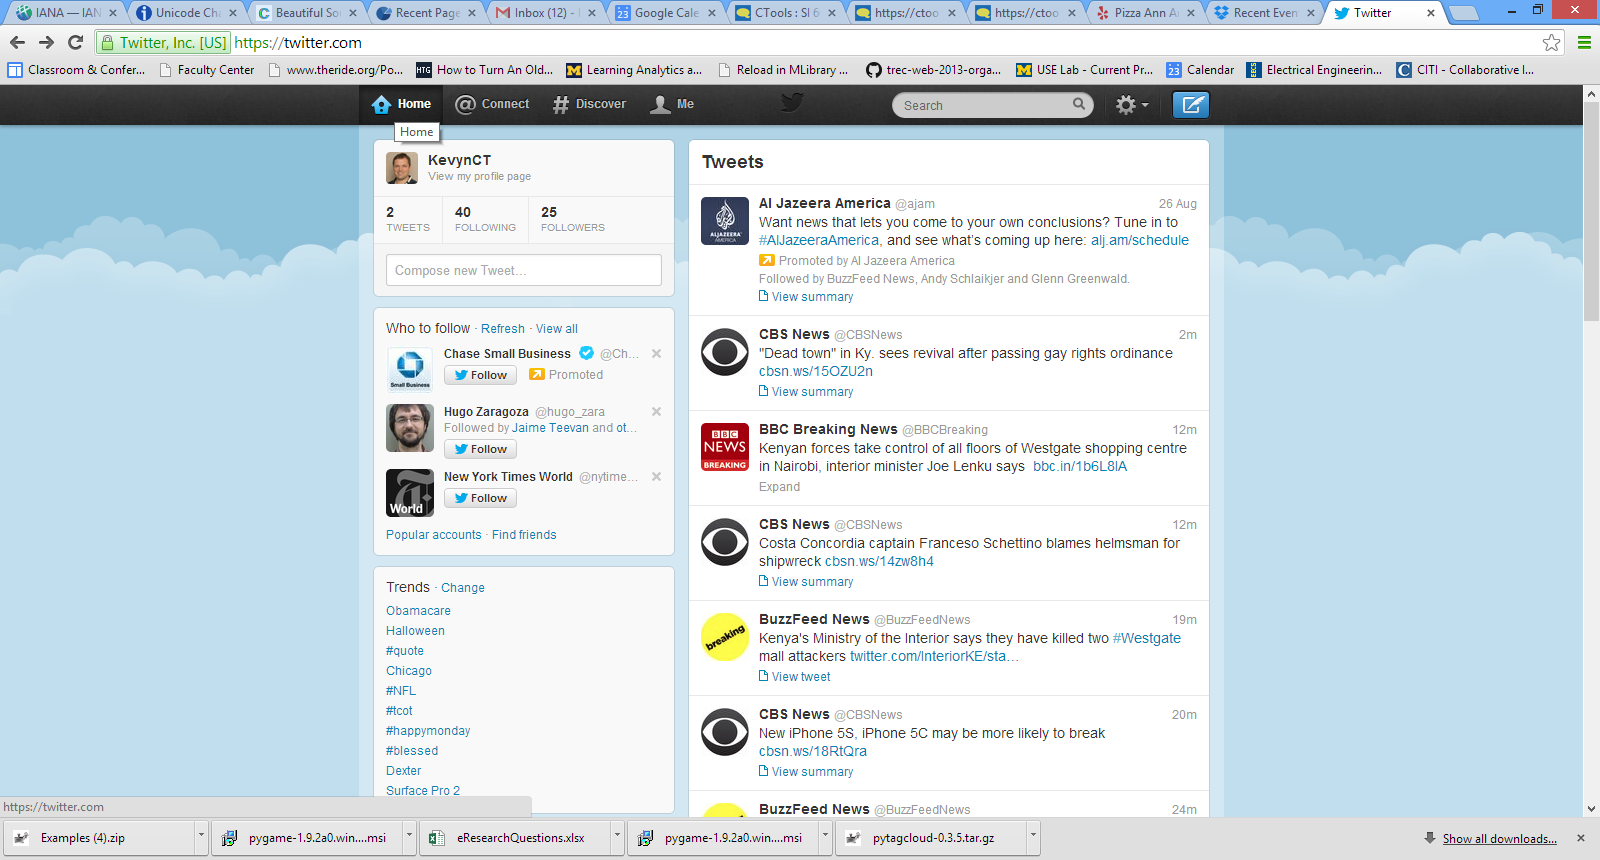 IANA — IAN
Unicode Cha
Beautiful So
Recent Page
Inbox (12) -
Google Cale
CTools : SI 6
https://ctoo
https://ctoo
Pizza Ann A
Recent Even
Twitter
Twitter, Inc. [US] https://twitter.com
Classroom & Confer...
Faculty Center
www.theride.org/Po...
HTG How to Turn An Old...
Learning Analytics a...
Reload in MLibrary ...
trec-web-2013-orga...
USE Lab - Current Pr...
23 Calendar
EECS Electrical Engineerin...
CITI - Collaborative I...
Home
@ Connect
# Discover
Me
Search
Home
KevynCT
View my profile page
2 40 25
TWEETS FOLLOWING FOLLOWERS
Compose new Tweet...
Who to follow · Refresh · View all
Chase Small Business @Ch...
Small Business
Follow Promoted
Hugo Zaragoza @hugo_zara
Followed by Jaime Teevan and ot...
Follow
New York Times World @nytime...
World
Follow
Popular accounts · Find friends
Trends · Change
Obamacare
Halloween
#quote
Chicago
#NFL
#tcot
#happymonday
#blessed
Dexter
Surface Pro 2
Tweets
Al Jazeera America @ajam 26 Aug
ALJAZEERA AMERICA
Want news that lets you come to your own conclusions? Tune in to
#AlJazeeraAmerica, and see what's coming up here: alj.am/schedule
Promoted by Al Jazeera America
Followed by BuzzFeed News, Andy Schlaikjer and Glenn Greenwald.
View summary
CBS News @CBSNews 2m
"Dead town" in Ky. sees revival after passing gay rights ordinance
cbsn.ws/15OZU2n
View summary
BBC Breaking News @BBCBreaking 12m
BBC NEWS BREAKING
Kenyan forces take control of all floors of Westgate shopping centre
in Nairobi, interior minister Joe Lenku says bbc.in/1b6L8lA
Expand
CBS News @CBSNews 12m
Costa Concordia captain Franceso Schettino blames helmsman for
shipwreck cbsn.ws/14zw8h4
View summary
BuzzFeed News @BuzzFeedNews 19m
breaking
Kenya's Ministry of the Interior says they have killed two #Westgate
mall attackers twitter.com/InteriorKE/sta...
View tweet
CBS News @CBSNews 20m
New iPhone 5S, iPhone 5C may be more likely to break
cbsn.ws/18RtQra
View summary
BuzzFeed News @BuzzFeedNews 24m
https://twitter.com
Examples (4).zip
pygame-1.9.2a0.win....msi
eResearchQuestions.xlsx
pygame-1.9.2a0.win....msi
pytagcloud-0.3.5.tar.gz
Show all downloads...